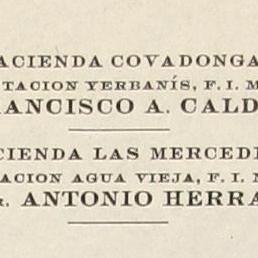 ACIENDA COVADONGA
TACION YERBANÍS, F. I. M
RANCISCO A. CALD
CIENDA LAS MERCEDE
ACION AGUA VIEJA, F. I. M
R. ANTONIO HERRA